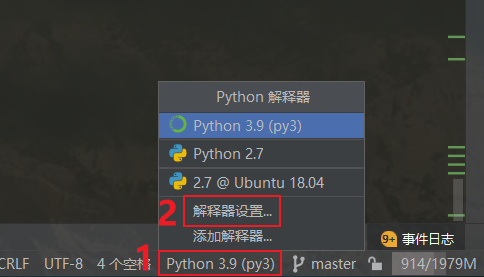 Python 解释器
Python 3.9 (py3)
Python 2.7
2.7 @ Ubuntu 18.04
2 解释器设置...
添加解释器...
9+ 事件日志
1
CRLF UTF-8 4 个空格 Python 3.9 (py3) master 914/1979M